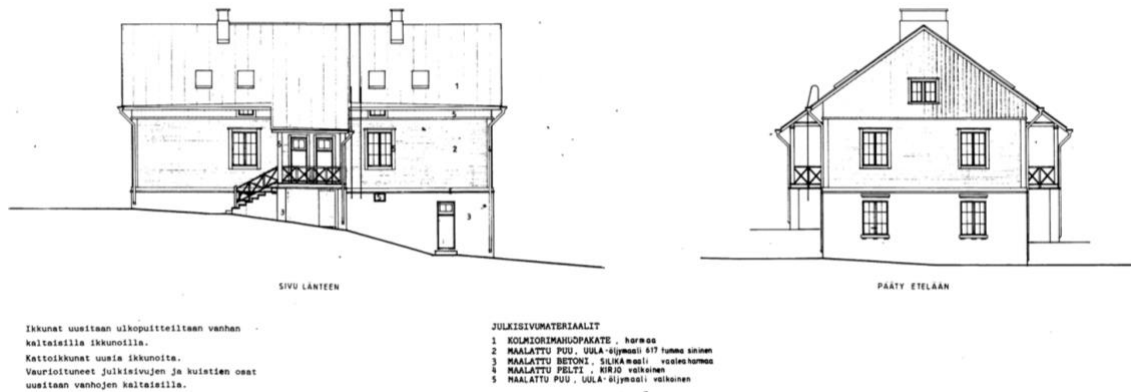 1
5
2
4
3
5
3
SIVU LÄNTEEN
PÄÄTY ETELÄÄN
Ikkunat uusitaan ulkopuitteiltaan vanhan
kaltaisilla ikkunoilla.
Kattoikkunat uusia ikkunoita.
Vaurioituneet julkisivujen ja kuistien osat
uusitaan vanhojen kaltaisilla.
JULKISIVUMATERIAALIT
1 KOLMIORIMAHUOPAKATE, harmaa
2 MAALATTU PUU, UULA-öljymaali 617 tumma sininen
3 MAALATTU BETONI, SILIKAmaali vaaleaharmaa
4 MAALATTU PELTI, KIRJO valkoinen
5 MAALATTU PUU, UULA-öljymaali valkoinen